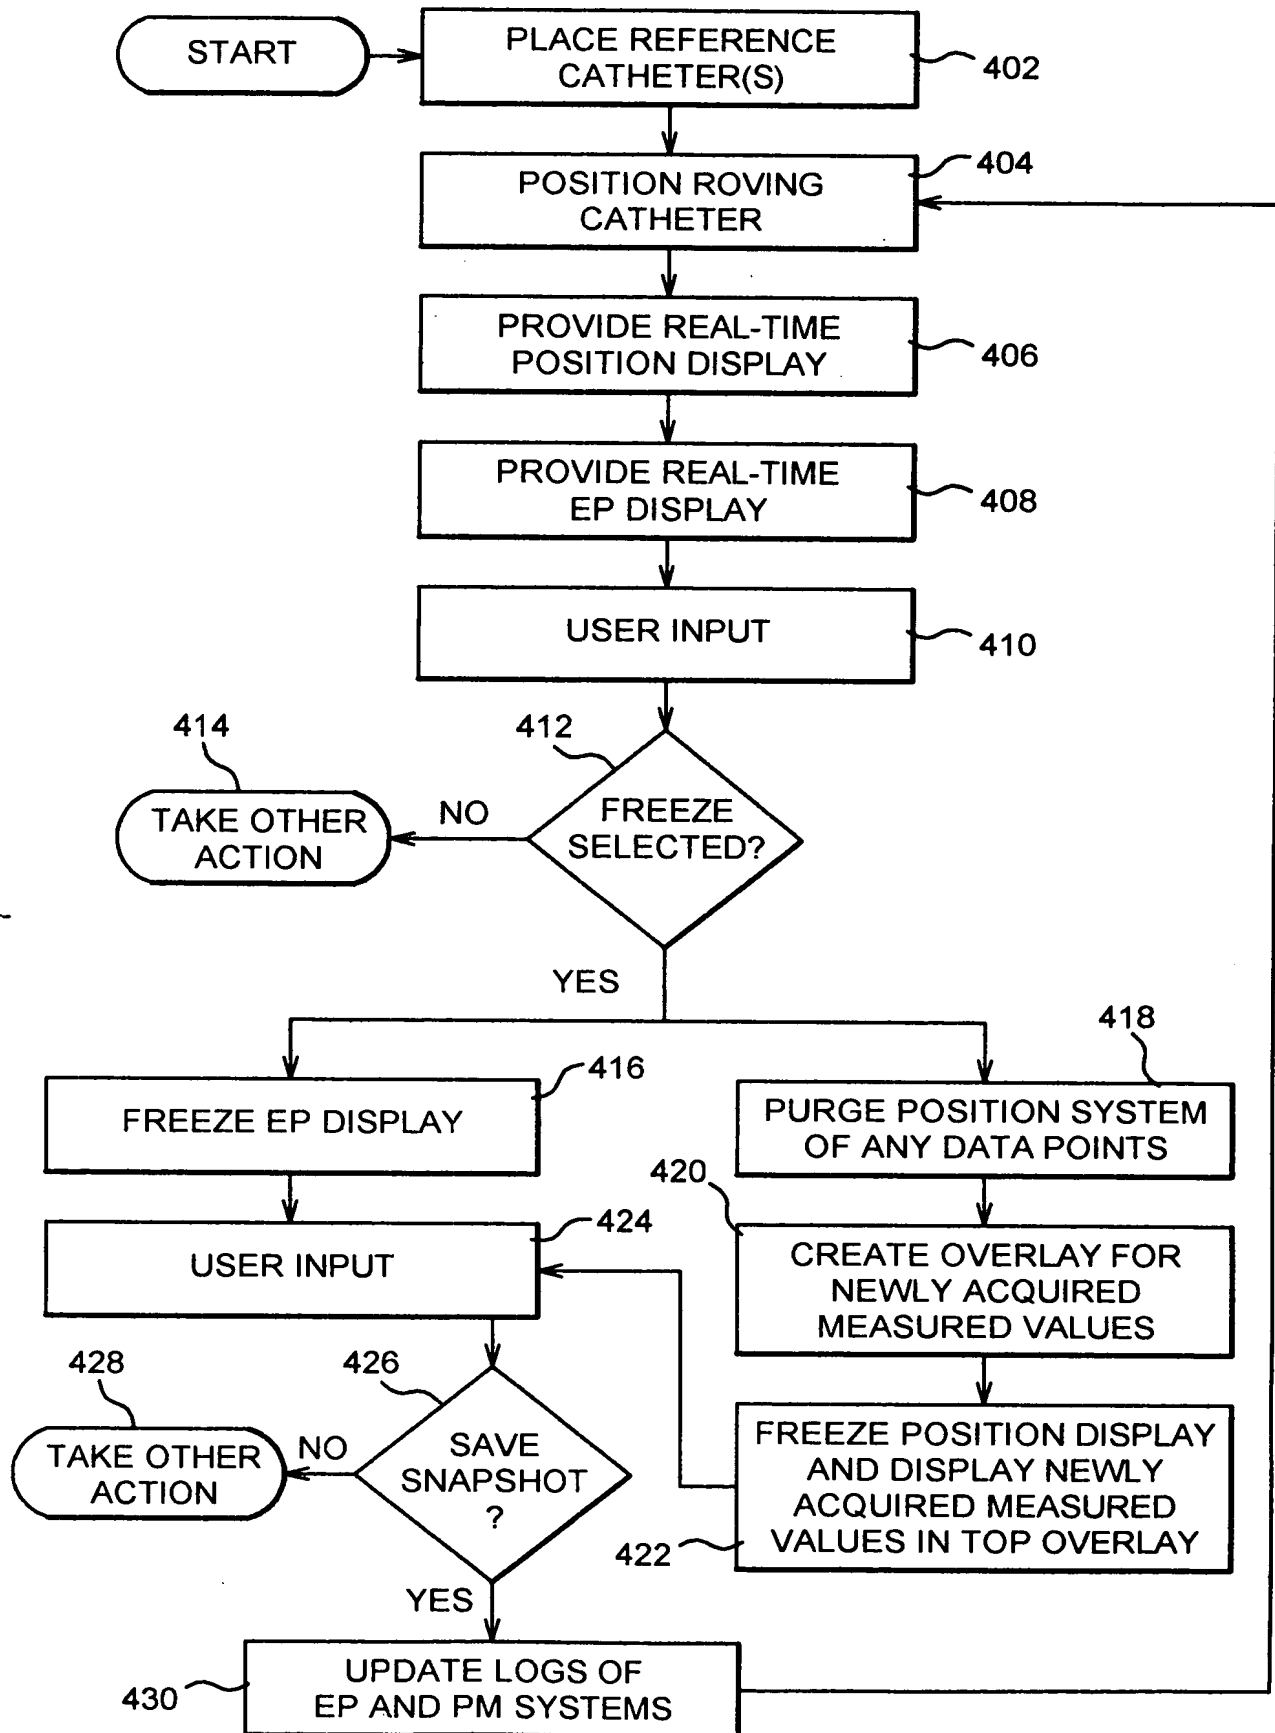 START
PLACE REFERENCE
CATHETER(S)
402
POSITION ROVING
CATHETER
404
PROVIDE REAL-TIME
POSITION DISPLAY
406
PROVIDE REAL-TIME
EP DISPLAY
408
USER INPUT
410
412
FREEZE
SELECTED?
NO
414
TAKE OTHER
ACTION
YES
416
FREEZE EP DISPLAY
418
PURGE POSITION SYSTEM
OF ANY DATA POINTS
420
CREATE OVERLAY FOR
NEWLY ACQUIRED
MEASURED VALUES
424
USER INPUT
FREEZE POSITION DISPLAY
AND DISPLAY NEWLY
ACQUIRED MEASURED
VALUES IN TOP OVERLAY
422
426
SAVE
SNAPSHOT
?
NO
428
TAKE OTHER
ACTION
YES
UPDATE LOGS OF
EP AND PM SYSTEMS
430